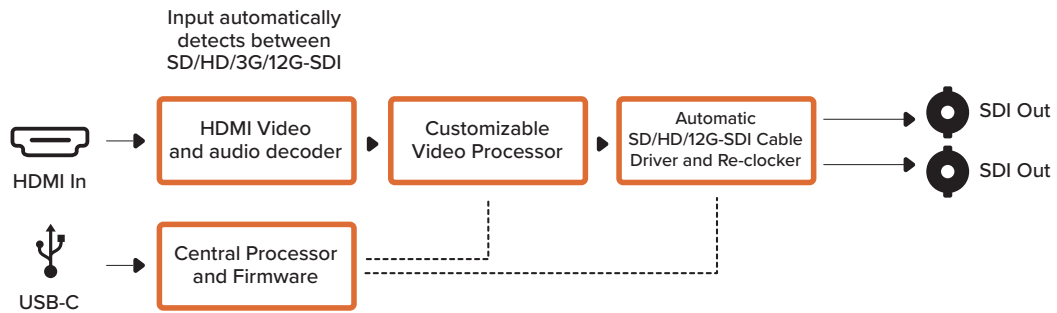 Input automatically
detects between
SD/HD/3G/12G-SDI
HDMI In
HDMI Video
and audio decoder
Customizable
Video Processor
Automatic
SD/HD/12G-SDI Cable
Driver and Re-clocker
SDI Out
SDI Out
USB-C
Central Processor
and Firmware